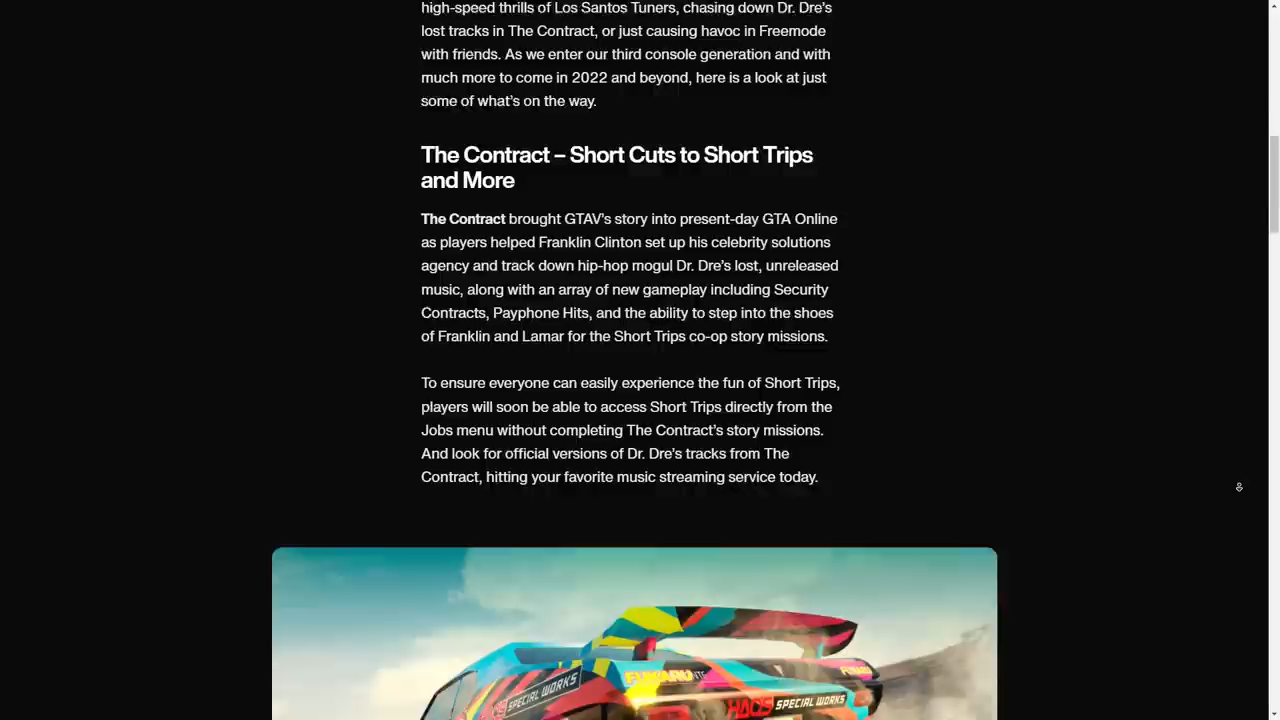 high-speed thrills of Los Santos Tuners, chasing down Dr. Dre's
lost tracks in The Contract, or just causing havoc in Freemode
with friends. As we enter our third console generation and with
much more to come in 2022 and beyond, here is a look at just
some of what's on the way.
The Contract – Short Cuts to Short Trips
and More
The Contract brought GTAV's story into present-day GTA Online
as players helped Franklin Clinton set up his celebrity solutions
agency and track down hip-hop mogul Dr. Dre's lost, unreleased
music, along with an array of new gameplay including Security
Contracts, Payphone Hits, and the ability to step into the shoes
of Franklin and Lamar for the Short Trips co-op story missions.
To ensure everyone can easily experience the fun of Short Trips,
players will soon be able to access Short Trips directly from the
Jobs menu without completing The Contract's story missions.
And look for official versions of Dr. Dre's tracks from The
Contract, hitting your favorite music streaming service today.
SPECIAL WORKS
HAOS SPECIAL WORKS